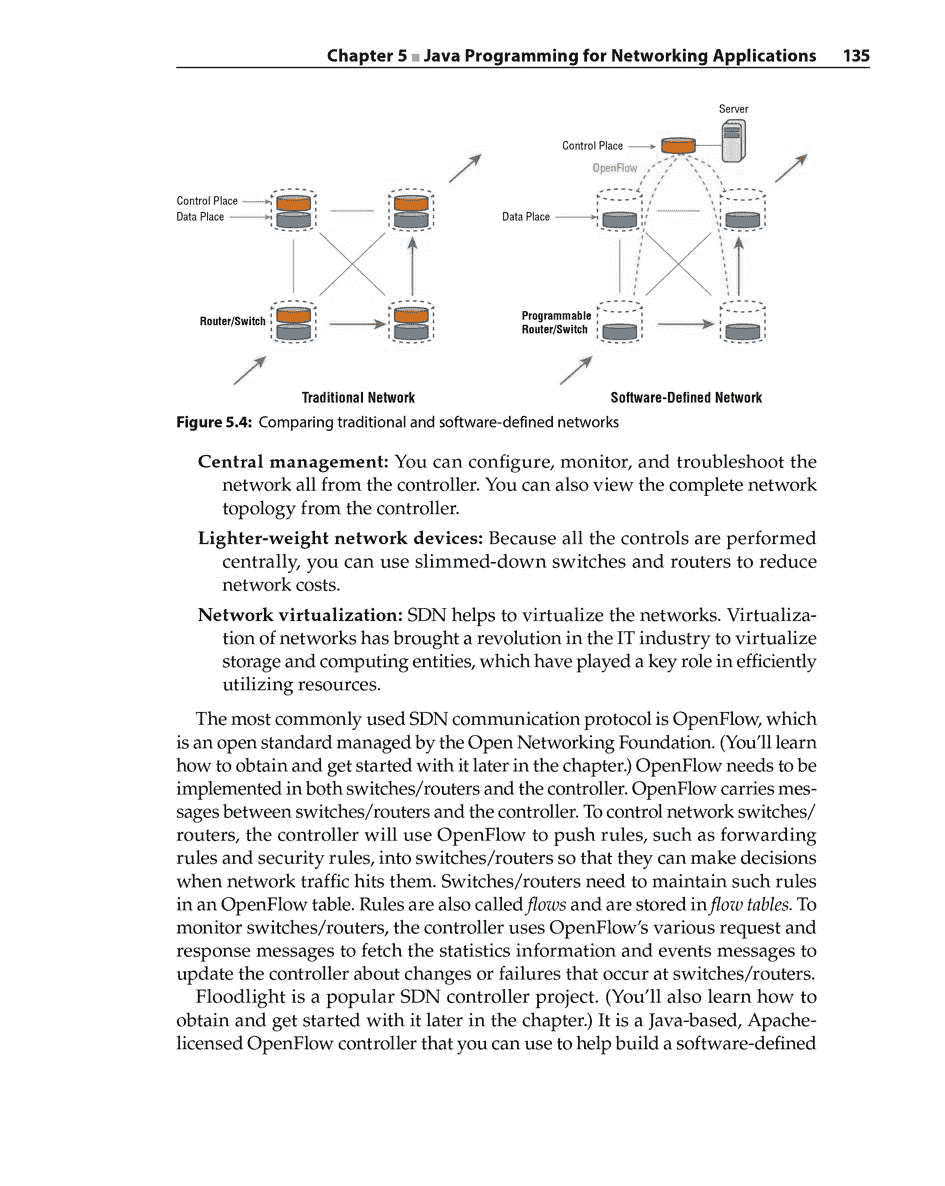 Chapter 5 ■ Java Programming for Networking Applications 135
Server
Control Place
OpenFlow
Control Place
Data Place
Data Place
Router/Switch
Programmable
Router/Switch
Traditional Network
Software-Defined Network
Figure 5.4: Comparing traditional and software-defined networks
Central management: You can configure, monitor, and troubleshoot the
network all from the controller. You can also view the complete network
topology from the controller.
Lighter-weight network devices: Because all the controls are performed
centrally, you can use slimmed-down switches and routers to reduce
network costs.
Network virtualization: SDN helps to virtualize the networks. Virtualiza-
tion of networks has brought a revolution in the IT industry to virtualize
storage and computing entities, which have played a key role in efficiently
utilizing resources.
The most commonly used SDN communication protocol is OpenFlow, which
is an open standard managed by the Open Networking Foundation. (You'll learn
how to obtain and get started with it later in the chapter.) OpenFlow needs to be
implemented in both switches/routers and the controller. OpenFlow carries mes-
sages between switches/routers and the controller. To control network switches/
routers, the controller will use OpenFlow to push rules, such as forwarding
rules and security rules, into switches/routers so that they can make decisions
when network traffic hits them. Switches/routers need to maintain such rules
in an OpenFlow table. Rules are also called flows and are stored in flow tables. To
monitor switches/routers, the controller uses OpenFlow's various request and
response messages to fetch the statistics information and events messages to
update the controller about changes or failures that occur at switches/routers.
Floodlight is a popular SDN controller project. (You'll also learn how to
obtain and get started with it later in the chapter.) It is a Java-based, Apache-
licensed OpenFlow controller that you can use to help build a software-defined